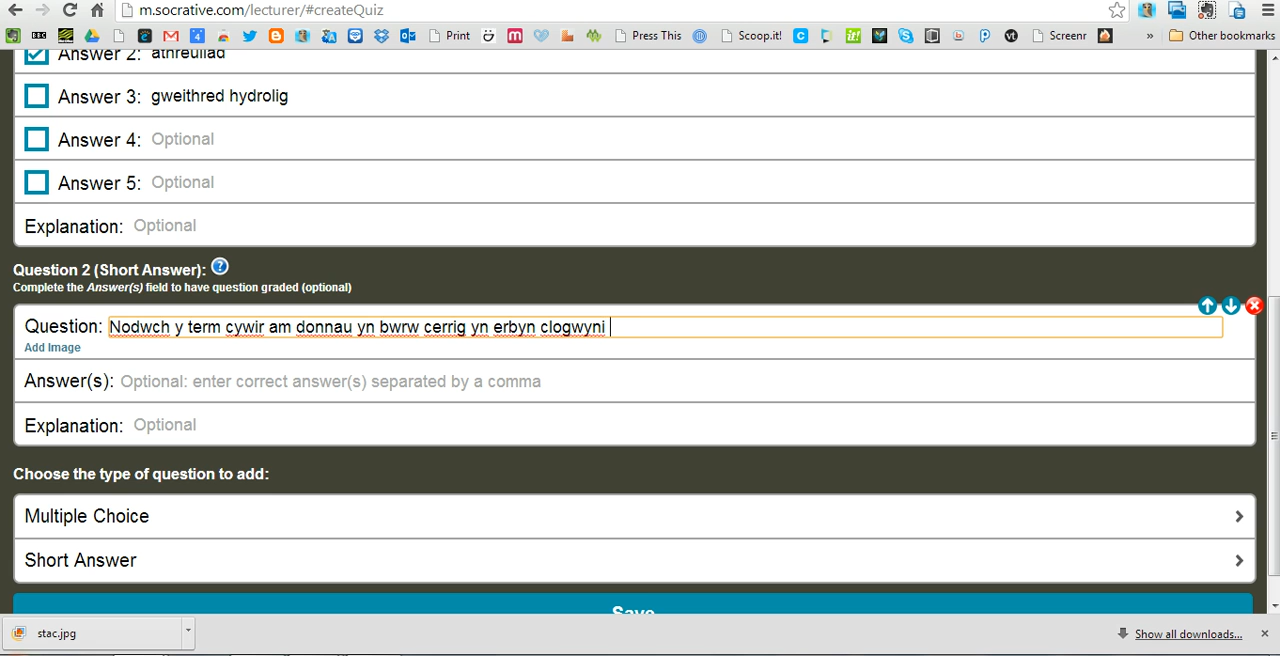 m.socrative.com/lecturer/#createQuiz
Print Press This Scoop.it! Screenr » Other bookmarks
Answer 2: athreuliad
Answer 3: gweithred hydrolig
Answer 4: Optional
Answer 5: Optional
Explanation: Optional
Question 2 (Short Answer): ?
Complete the Answer(s) field to have question graded (optional)
Question: Nodwch y term cywir am donnau yn bwrw cerrig yn erbyn clogwyni
Add Image
Answer(s): Optional: enter correct answer(s) separated by a comma
Explanation: Optional
Choose the type of question to add:
Multiple Choice
Short Answer
Save
stac.jpg
Show all downloads...